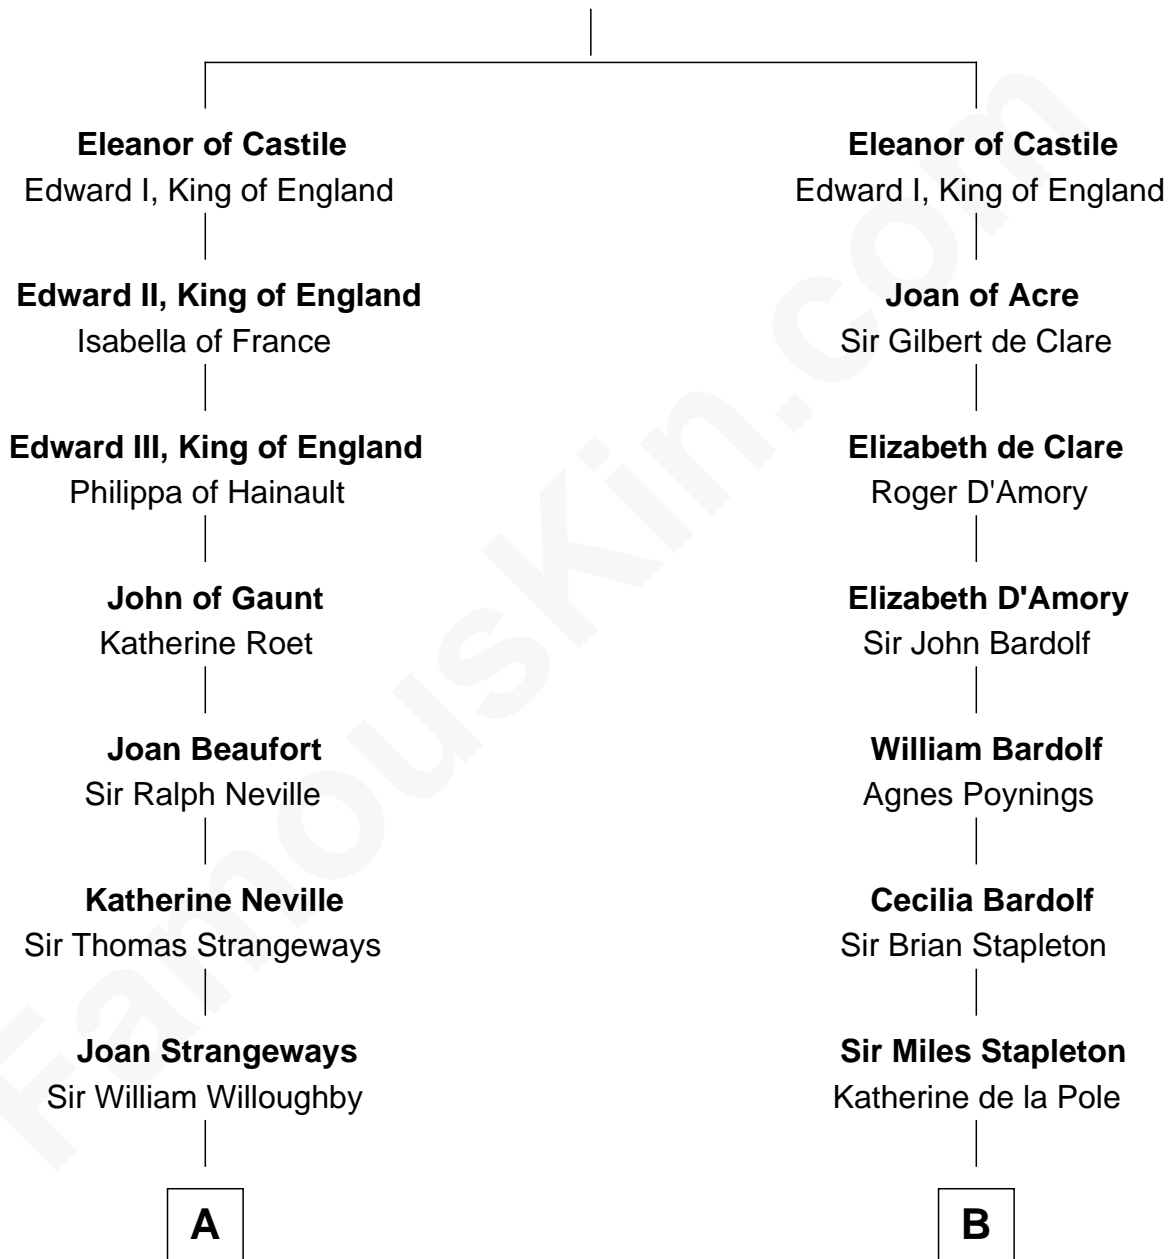 Eleanor of Castile
Edward I, King of England
Edward II, King of England
Isabella of France
Edward III, King of England
Philippa of Hainault
John of Gaunt
Katherine Roet
Joan Beaufort
Sir Ralph Neville
Katherine Neville
Sir Thomas Strangeways
Joan Strangeways
Sir William Willoughby
A
Eleanor of Castile
Edward I, King of England
Joan of Acre
Sir Gilbert de Clare
Elizabeth de Clare
Roger D'Amory
Elizabeth D'Amory
Sir John Bardolf
William Bardolf
Agnes Poynings
Cecilia Bardolf
Sir Brian Stapleton
Sir Miles Stapleton
Katherine de la Pole
B
FamousKin.com